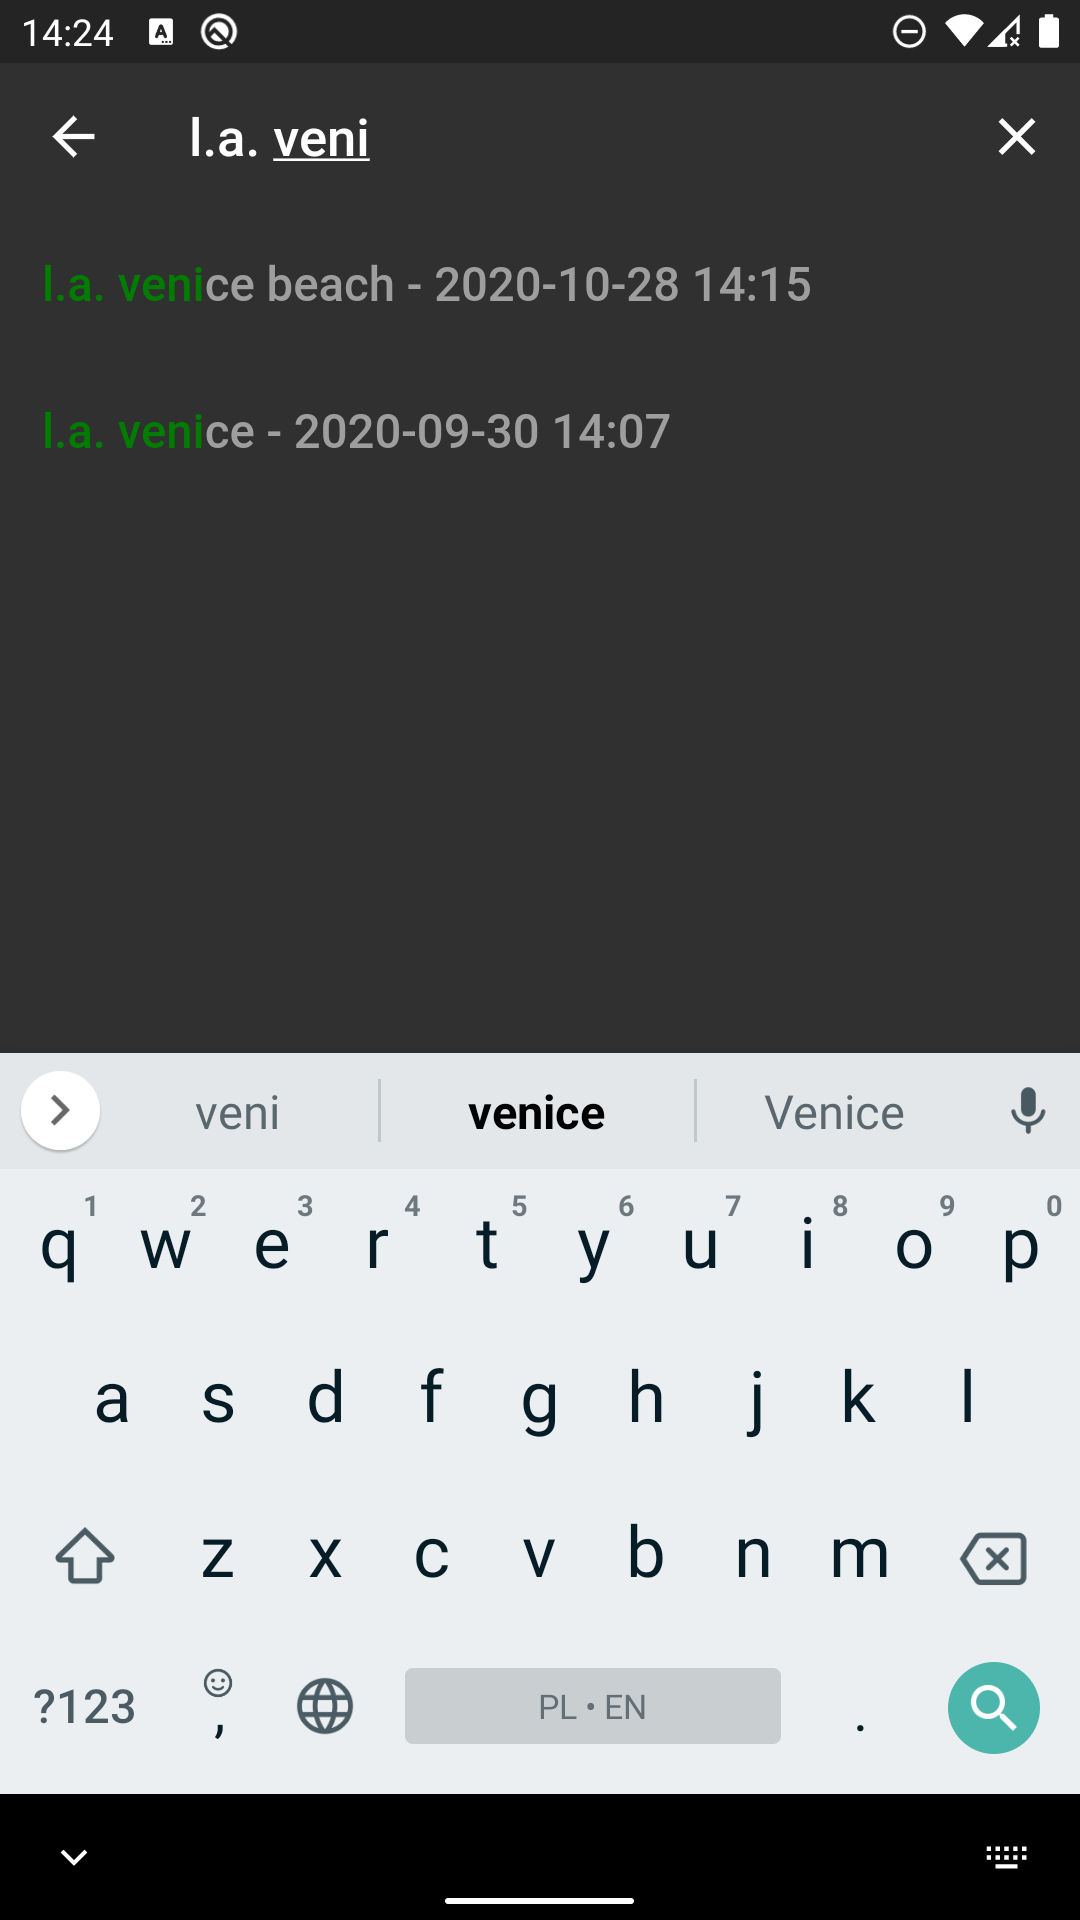 14:24
l.a. veni
l.a. venice beach - 2020-10-28 14:15
l.a. venice - 2020-09-30 14:07
veni venice Venice
1 2 3 4 5 6 7 8 9 0
q w e r t y u i o p
a s d f g h j k l
z x c v b n m
?123 , PL • EN .